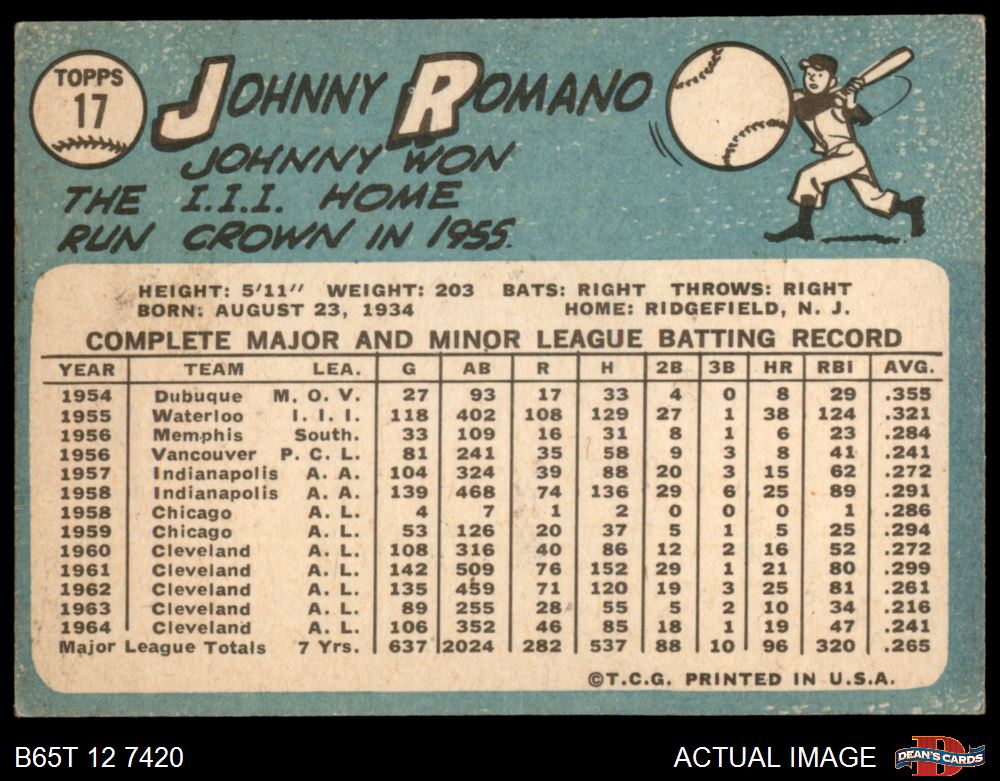 TOPPS
17
JOHNNY ROMANO
JOHNNY WON
THE I.I.I. HOME
RUN CROWN IN 1955.
HEIGHT: 5'11" WEIGHT: 203 BATS: RIGHT THROWS: RIGHT
BORN: AUGUST 23, 1934 HOME: RIDGEFIELD, N. J.
COMPLETE MAJOR AND MINOR LEAGUE BATTING RECORD
YEAR TEAM LEA. G AB R H 2B 3B HR RBI AVG.
1954 Dubuque M. O. V. 27 93 17 33 4 0 8 29 .355
1955 Waterloo I. I. I. 118 402 108 129 27 1 38 124 .321
1956 Memphis South. 33 109 16 31 8 1 6 23 .284
1956 Vancouver P. C. L. 81 241 35 58 9 3 8 41 .241
1957 Indianapolis A. A. 104 324 39 88 20 3 15 62 .272
1958 Indianapolis A. A. 139 468 74 136 29 6 25 89 .291
1958 Chicago A. L. 4 7 1 2 0 0 0 1 .286
1959 Chicago A. L. 53 126 20 37 5 1 5 25 .294
1960 Cleveland A. L. 108 316 40 86 12 2 16 52 .272
1961 Cleveland A. L. 142 509 76 152 29 1 21 80 .299
1962 Cleveland A. L. 135 459 71 120 19 3 25 81 .261
1963 Cleveland A. L. 89 255 28 55 5 2 10 34 .216
1964 Cleveland A. L. 106 352 46 85 18 1 19 47 .241
Major League Totals 7 Yrs. 637 2024 282 537 88 10 96 320 .265
©T.C.G. PRINTED IN U.S.A.
B65T 12 7420 ACTUAL IMAGE DEAN'S CARDS